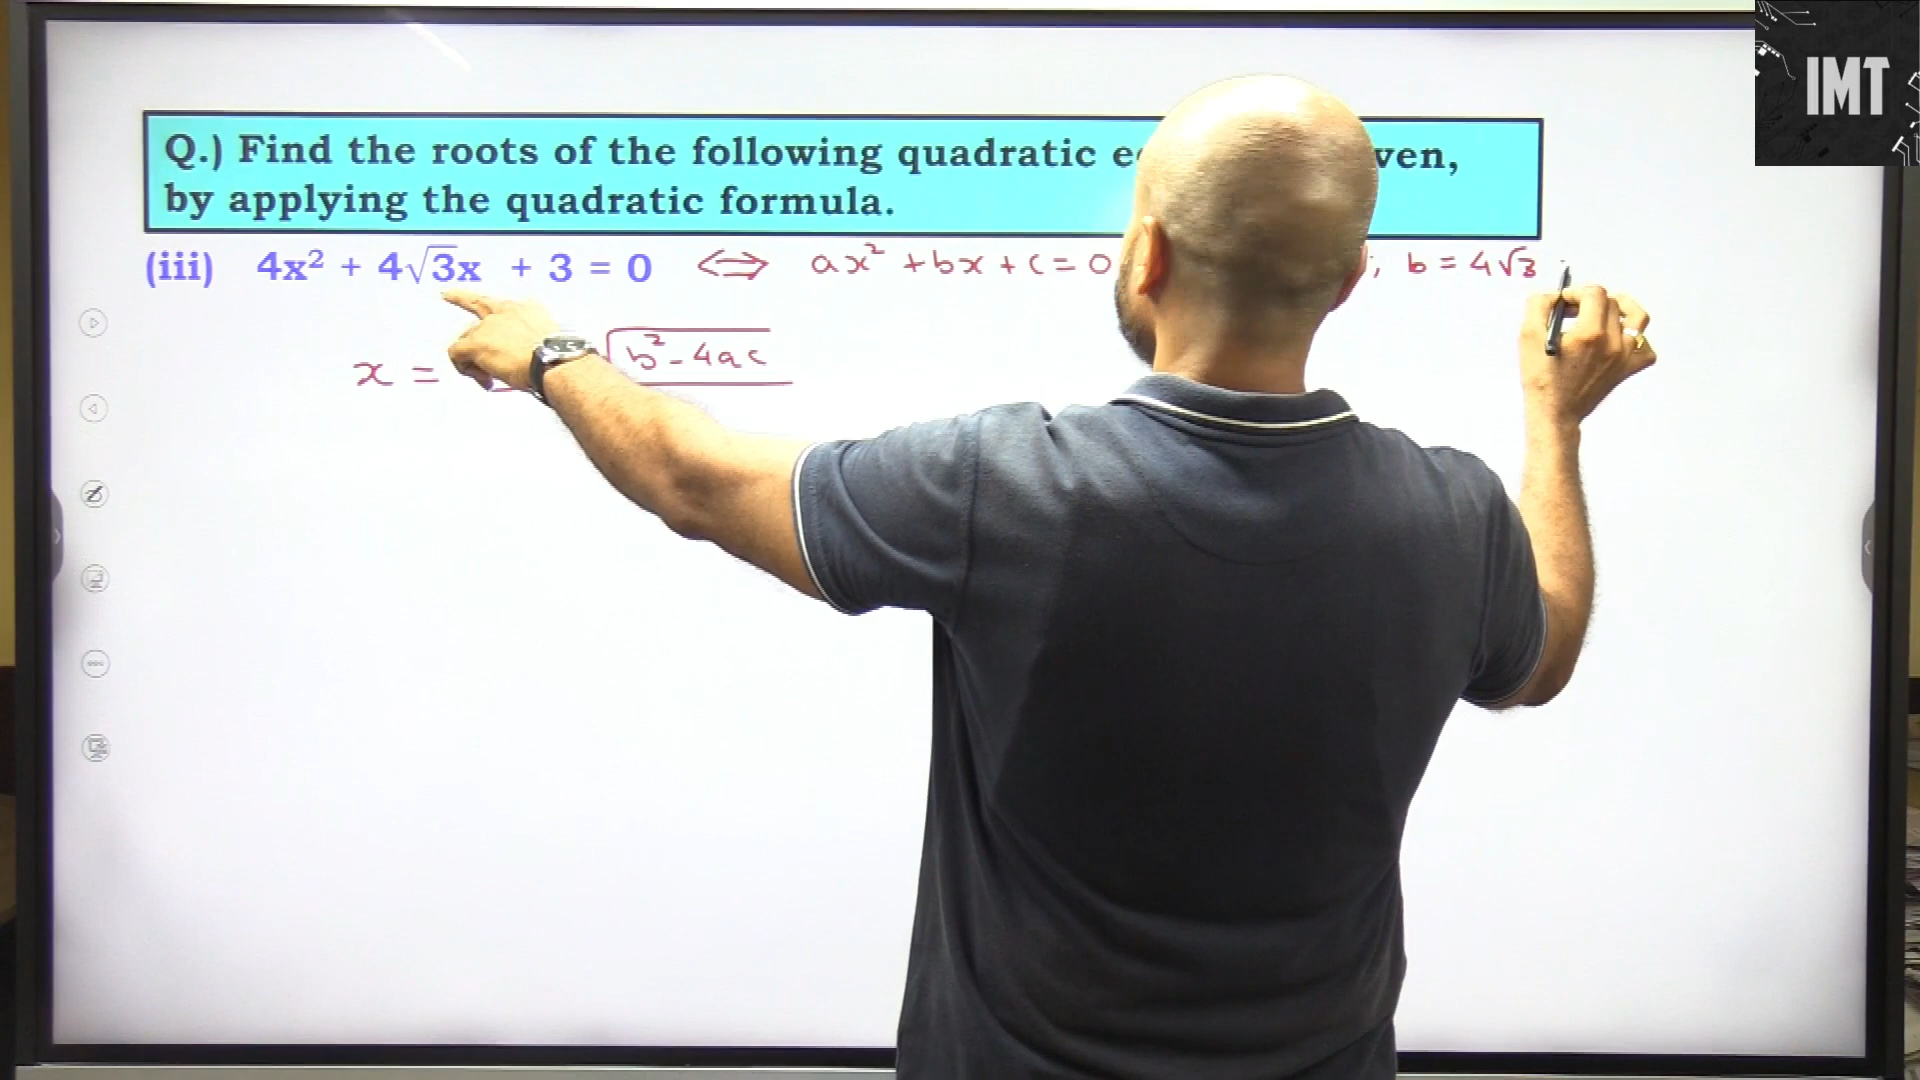 IMT
Q.) Find the roots of the following quadratic ven,
by applying the quadratic formula.
(iii) 4x² + 4√3x + 3 = 0 ⇔ ax² + bx + c = 0 ; b = 4√3 ;
x = √b² - 4ac